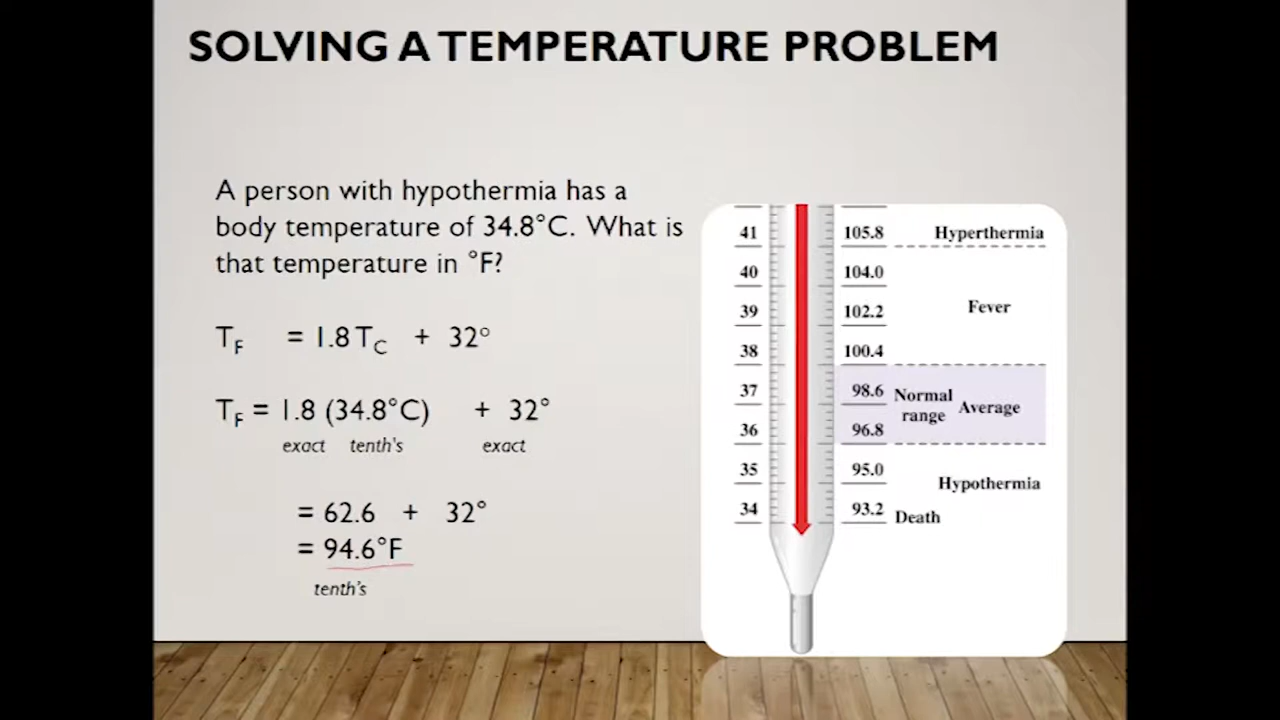 SOLVING A TEMPERATURE PROBLEM
A person with hypothermia has a
body temperature of 34.8°C. What is
that temperature in °F?
T_F = 1.8 T_C + 32°
T_F = 1.8 (34.8°C) + 32°
exact tenth's exact
= 62.6 + 32°
= 94.6°F
tenth's
41 105.8 Hyperthermia
40 104.0
39 102.2 Fever
38 100.4
37 98.6 Normal
range Average
36 96.8
35 95.0 Hypothermia
34 93.2 Death